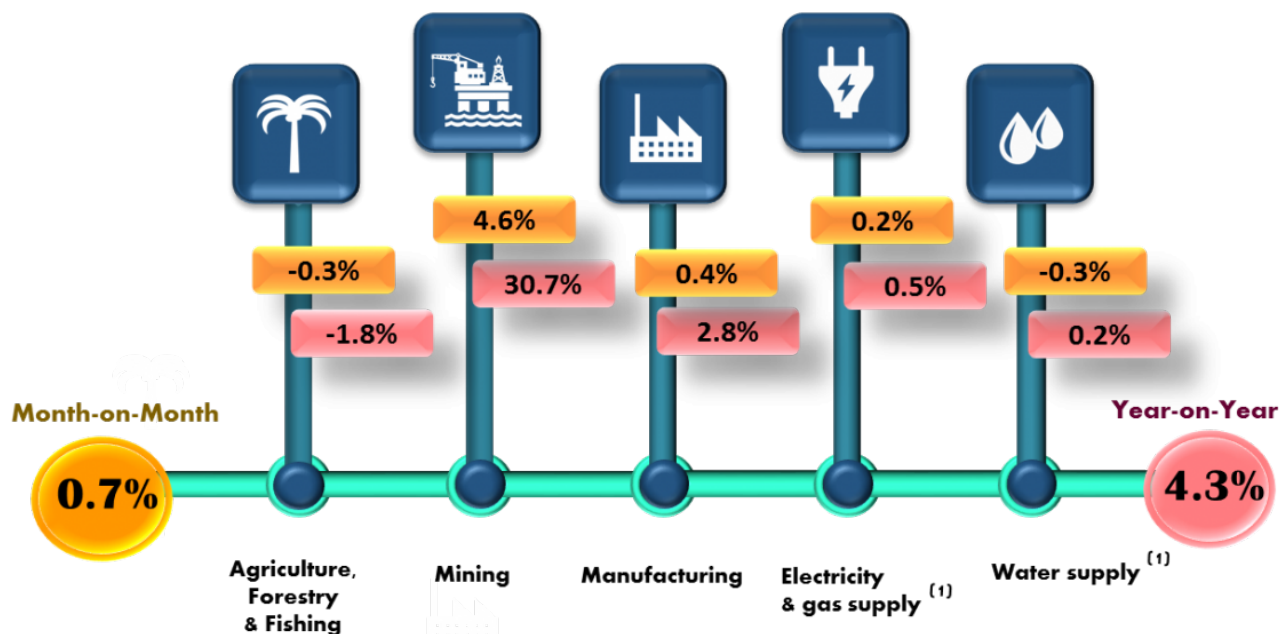 4.6%
0.2%
-0.3%
30.7%
0.4%
0.5%
-0.3%
-1.8%
2.8%
0.2%
Month-on-Month
Year-on-Year
0.7%
4.3%
Agriculture,
Forestry
& Fishing
Mining
Manufacturing
Electricity
& gas supply (1)
Water supply (1)